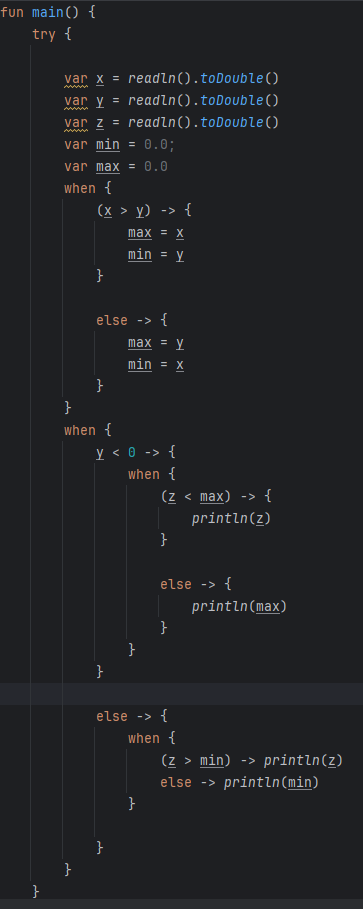 fun main() {
    try {
        var x = readln().toDouble()
        var y = readln().toDouble()
        var z = readln().toDouble()
        var min = 0.0;
        var max = 0.0
        when {
            (x > y) -> {
                max = x
                min = y
            }
            else -> {
                max = y
                min = x
            }
        }
        when {
            y < 0 -> {
                when {
                    (z < max) -> {
                        println(z)
                    }
                    else -> {
                        println(max)
                    }
                }
            }
            else -> {
                when {
                    (z > min) -> println(z)
                    else -> println(min)
                }
            }
        }
    }